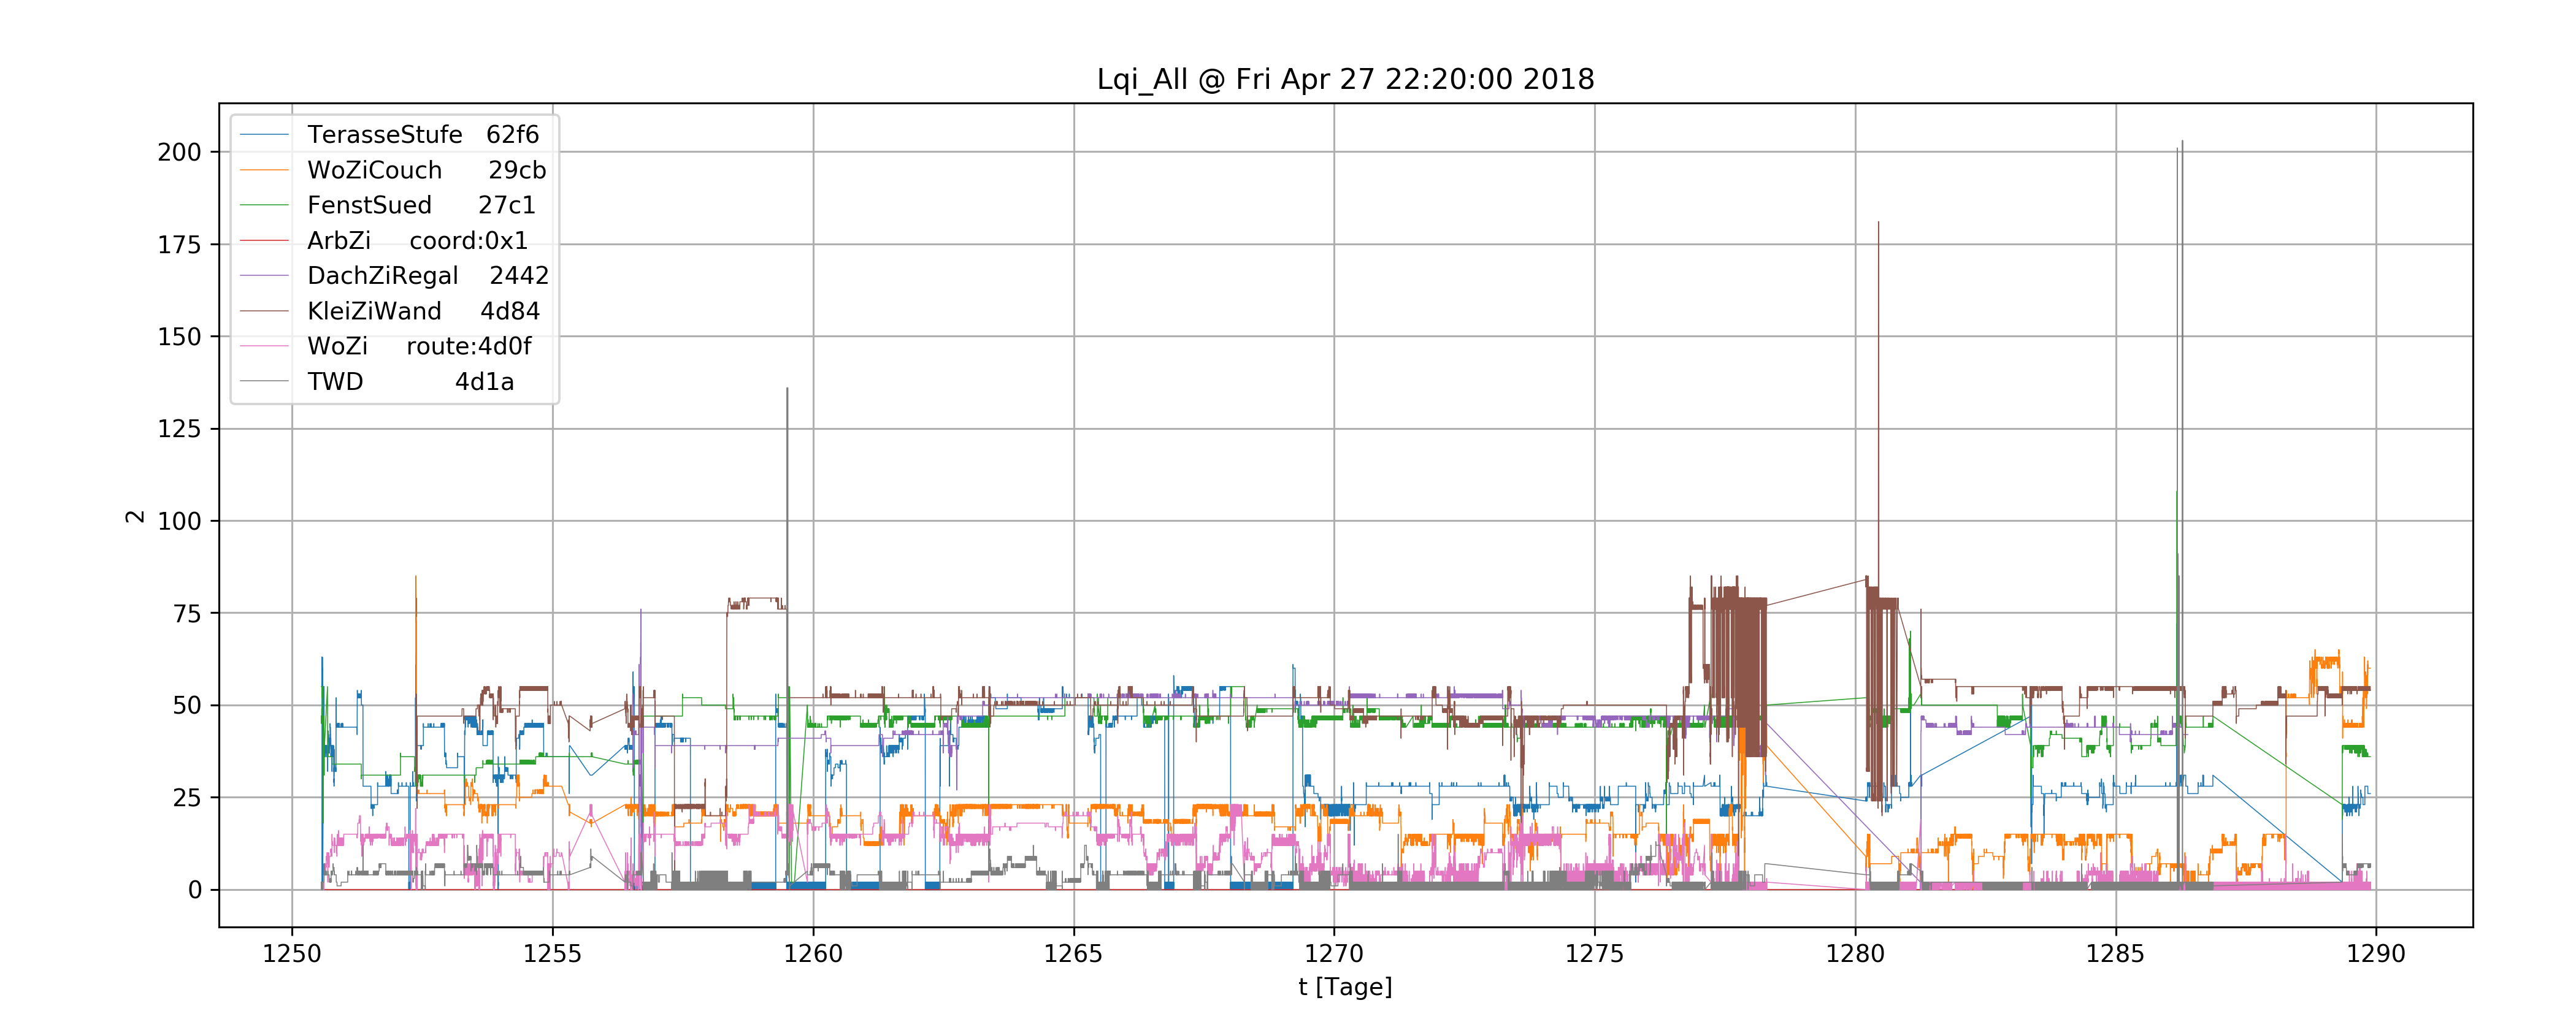 Lqi_All @ Fri Apr 27 22:20:00 2018
TerasseStufe 62f6
WoZiCouch 29cb
FenstSued 27c1
ArbZi coord:0x1
DachZiRegal 2442
KleiZiWand 4d84
WoZi route:4d0f
TWD 4d1a
200
175
150
125
100
75
50
25
0
2
1250 1255 1260 1265 1270 1275 1280 1285 1290
t [Tage]